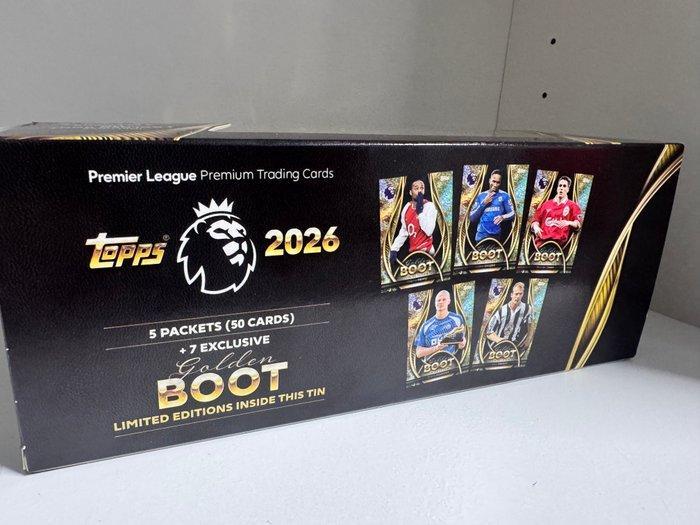 Premier League Premium Trading Cards
TOPPS 2026
5 PACKETS (50 CARDS)
+ 7 EXCLUSIVE
Golden
BOOT
LIMITED EDITIONS INSIDE THIS TIN
BOOT
BOOT
BOOT
BOOT
BOOT